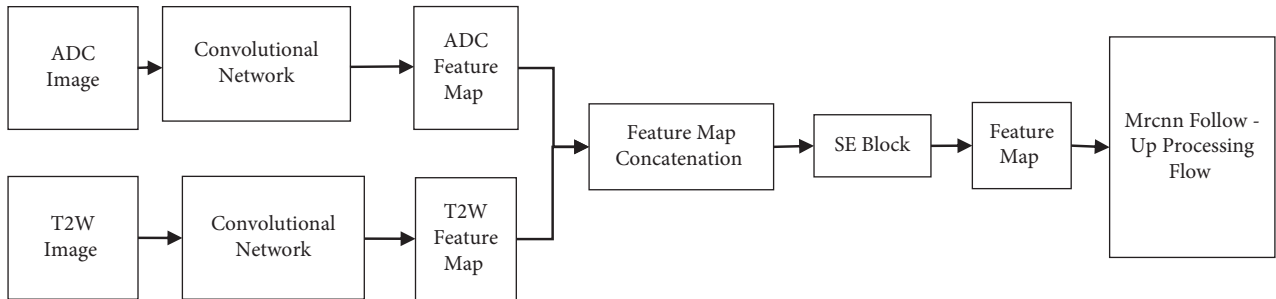 ADC
Image
Convolutional
Network
ADC
Feature
Map
T2W
Image
Convolutional
Network
T2W
Feature
Map
Feature Map
Concatenation
SE Block
Feature
Map
Mrcnn Follow -
Up Processing
Flow